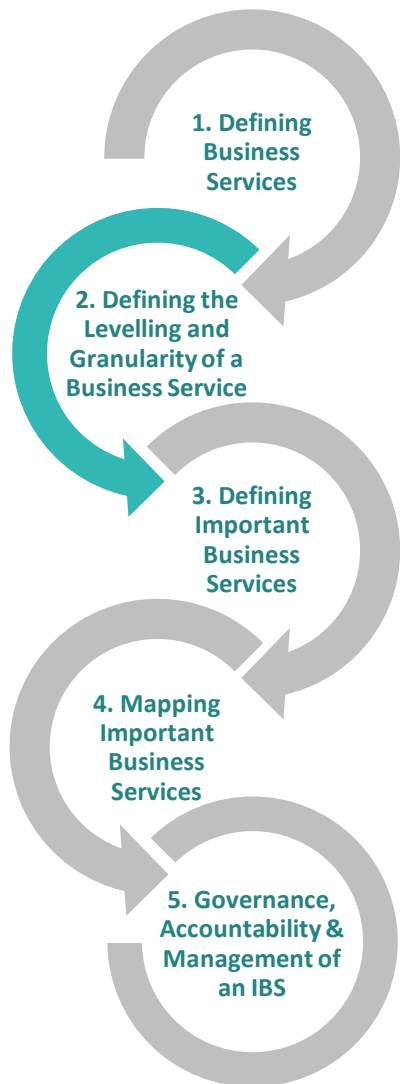 1. Defining
Business
Services
2. Defining the
Levelling and
Granularity of a
Business Service
3. Defining
Important
Business
Services
4. Mapping
Important
Business
Services
5. Governance,
Accountability &
Management of
an IBS